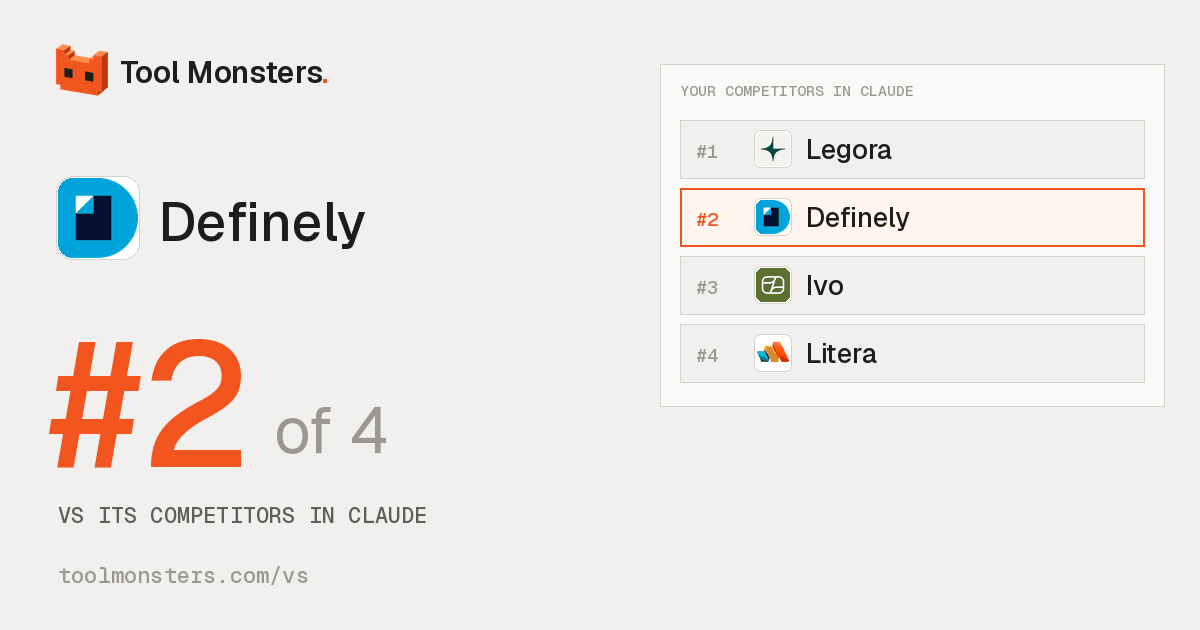 Tool Monsters.
Definely
#2 of 4
VS ITS COMPETITORS IN CLAUDE
toolmonsters.com/vs
YOUR COMPETITORS IN CLAUDE
#1 Legora
#2 Definely
#3 Ivo
#4 Litera